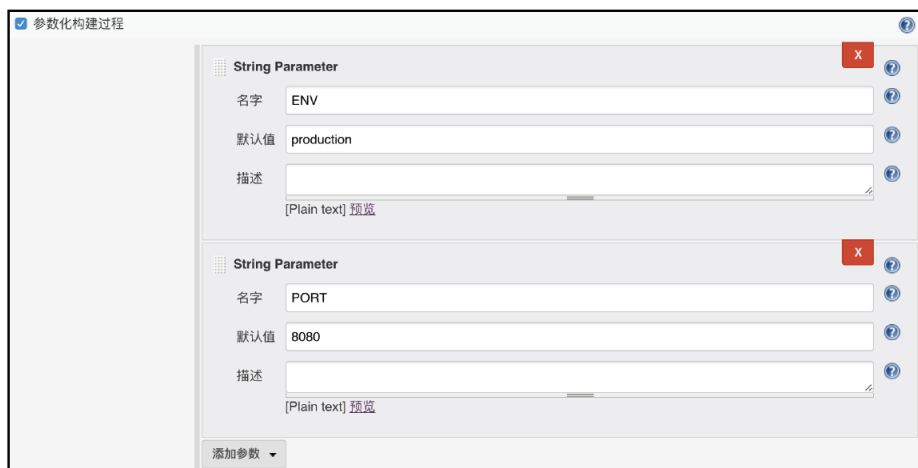 参数化构建过程
String Parameter
X
名字 ENV
默认值 production
描述
[Plain text] 预览
String Parameter
X
名字 PORT
默认值 8080
描述
[Plain text] 预览
添加参数